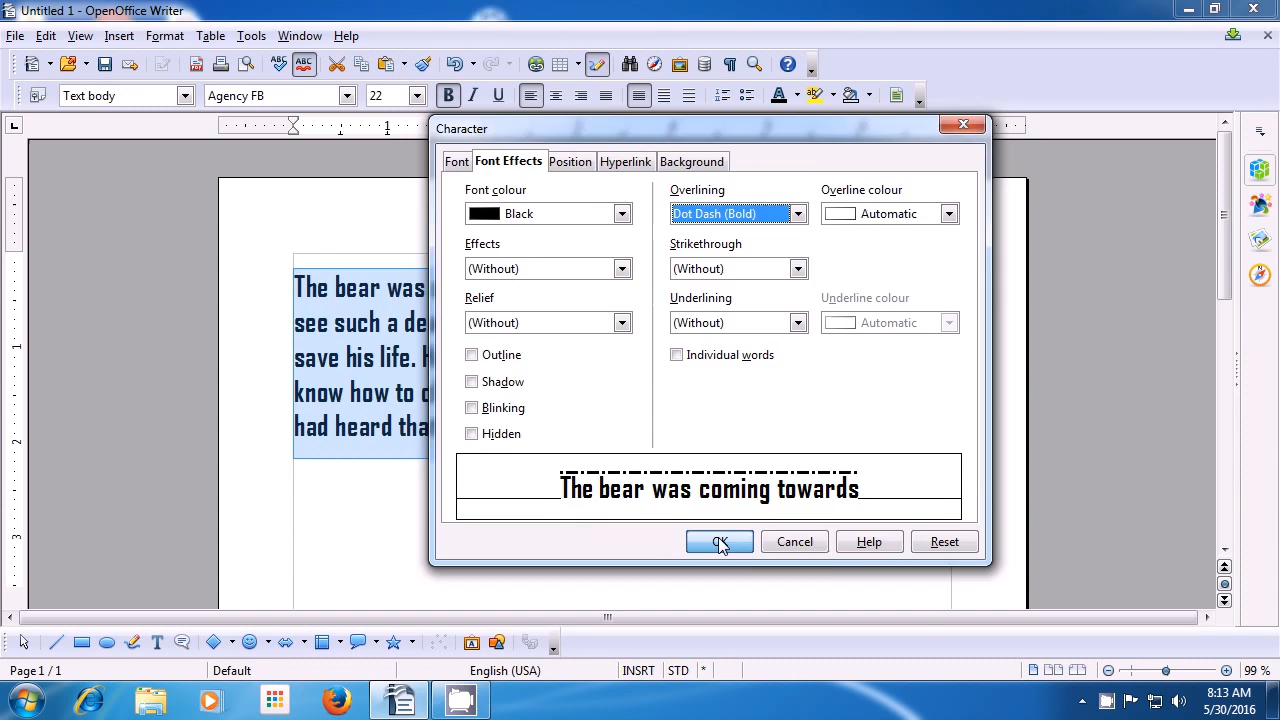 Untitled 1 - OpenOffice Writer
File Edit View Insert Format Table Tools Window Help
Text body Agency FB 22 B I U
1
Character
Font Font Effects Position Hyperlink Background
Font colour Overlining Overline colour
Black Dot Dash (Bold) Automatic
Effects Strikethrough
(Without) (Without)
Relief Underlining Underline colour
(Without) (Without) Automatic
Outline Individual words
Shadow
Blinking
Hidden
The bear was coming towards
OK Cancel Help Reset
The bear was
see such a de
save his life. H
know how to
had heard tha
1
2
3
Page 1 / 1 Default English (USA) INSRT STD * 99 %
8:13 AM
5/30/2016